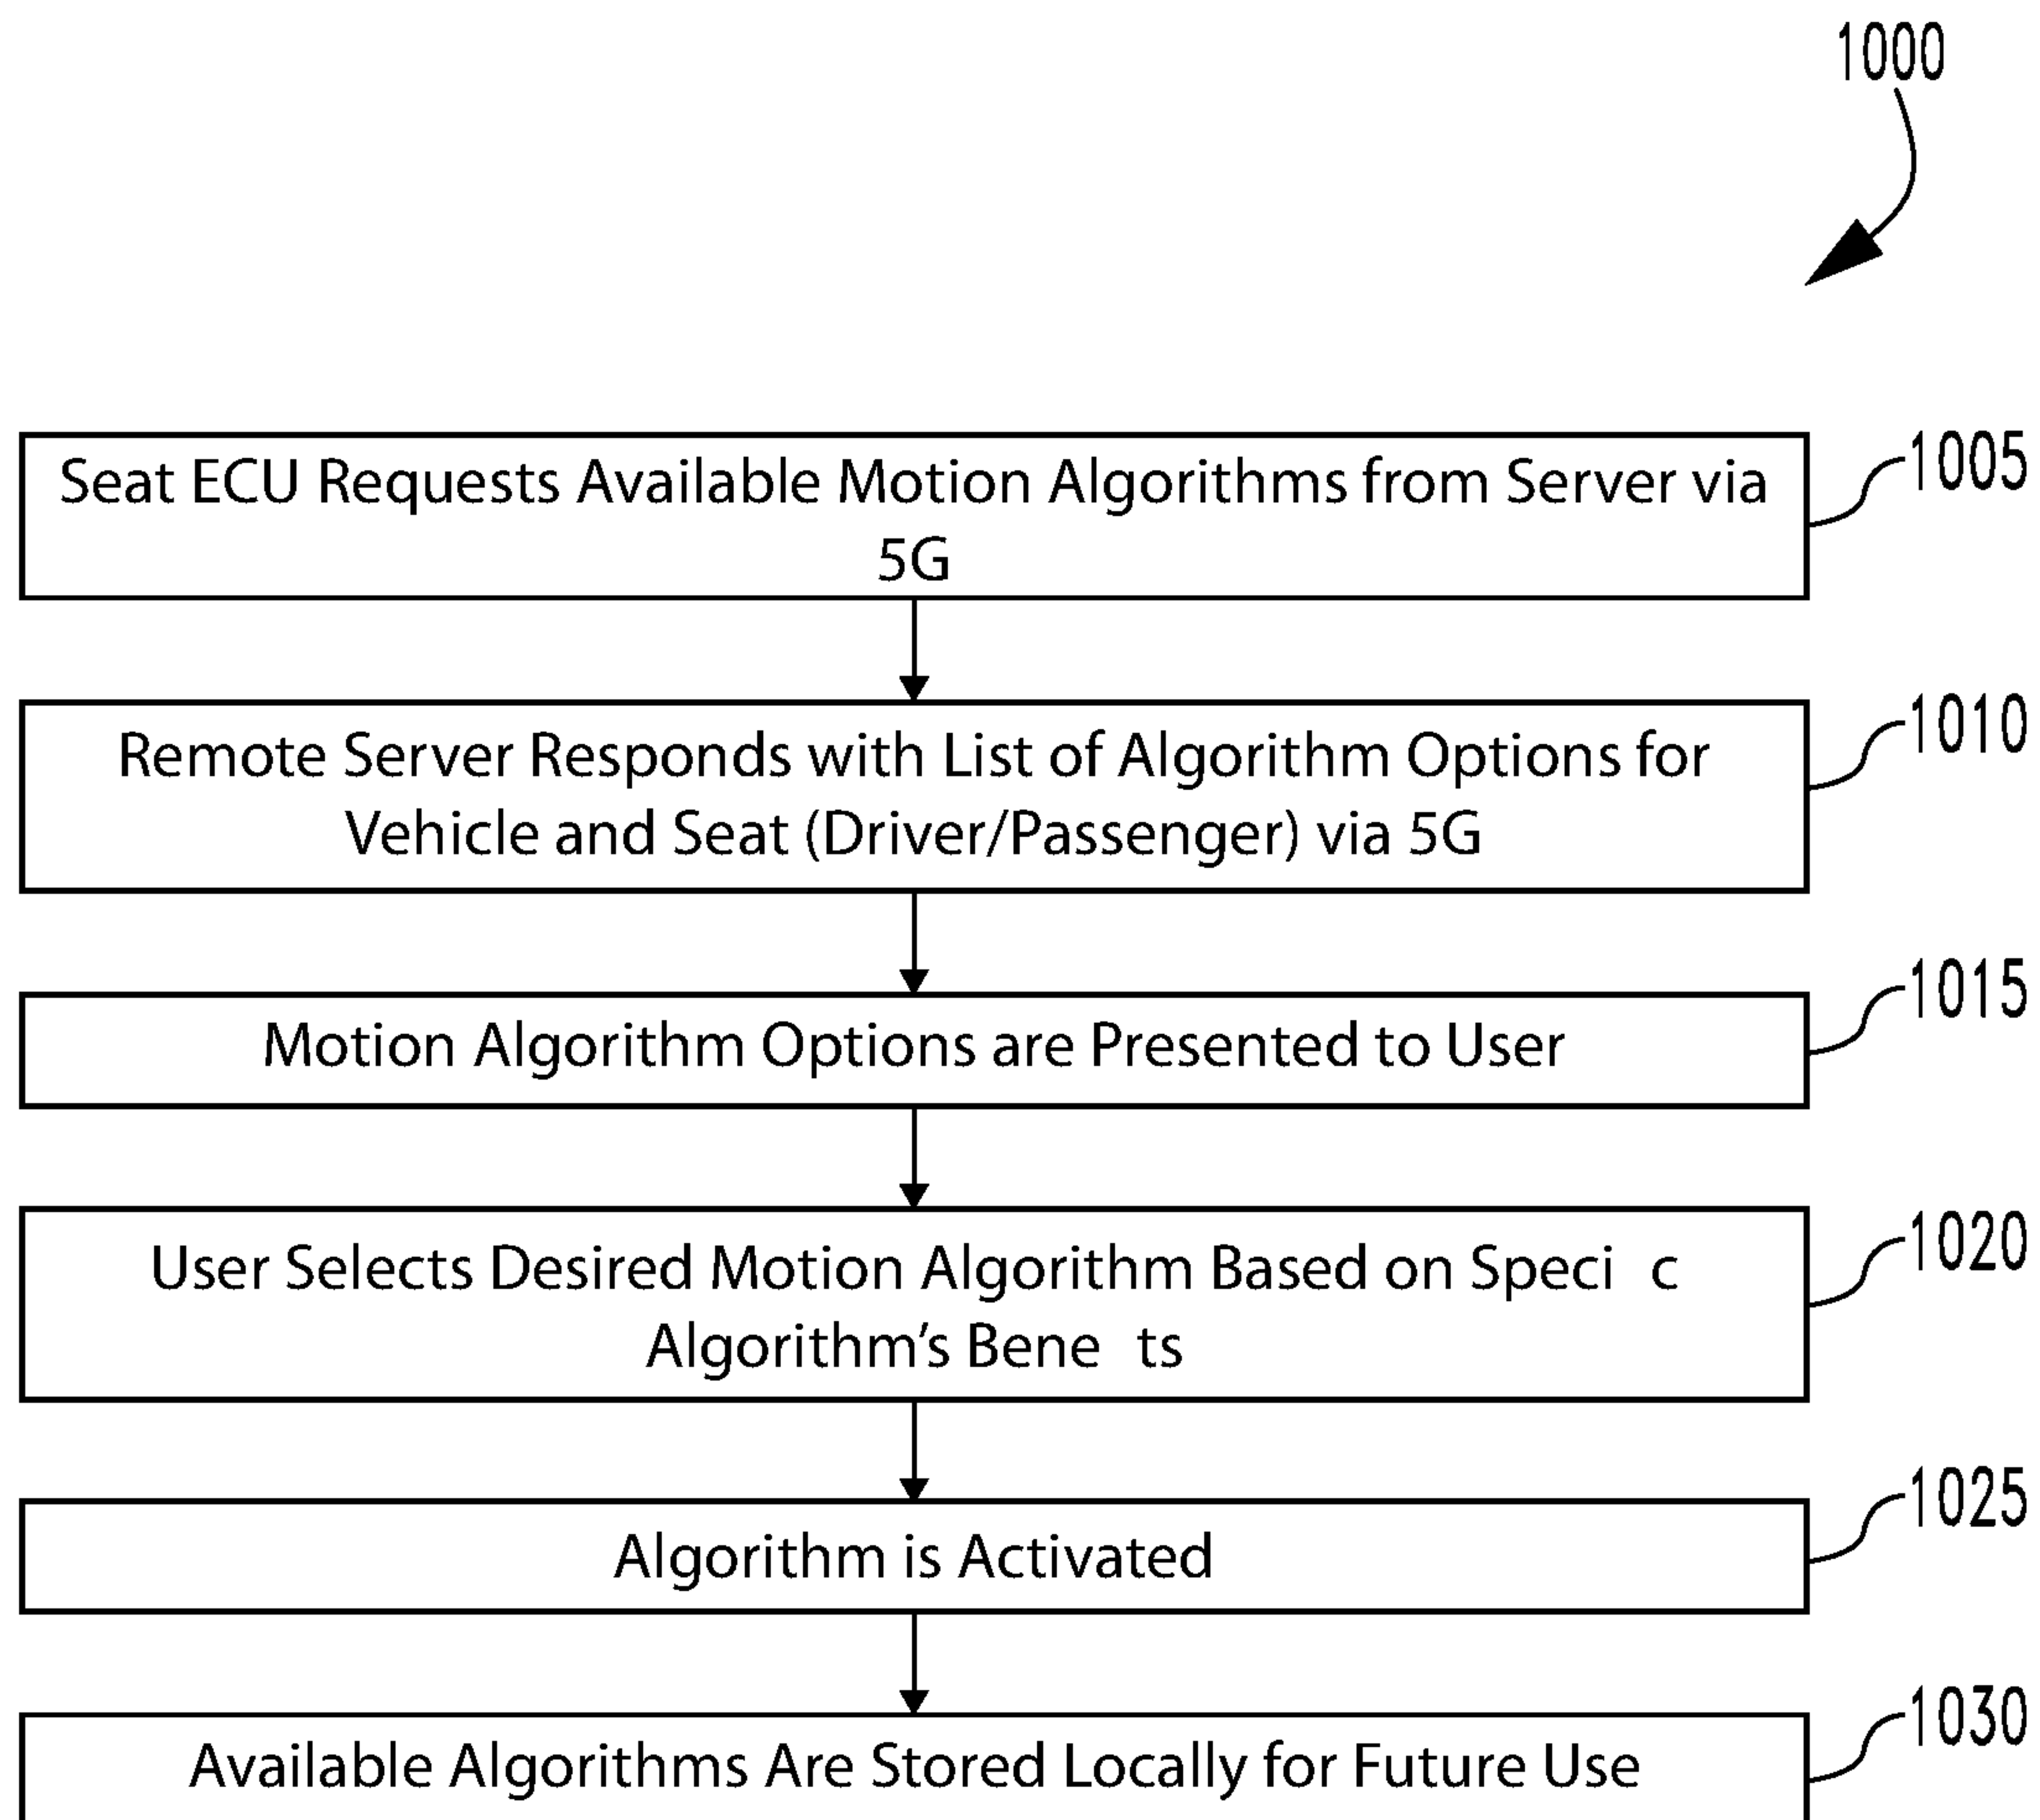 1000
Seat ECU Requests Available Motion Algorithms from Server via
5G
1005
Remote Server Responds with List of Algorithm Options for
Vehicle and Seat (Driver/Passenger) via 5G
1010
Motion Algorithm Options are Presented to User
1015
User Selects Desired Motion Algorithm Based on Speci c
Algorithm’s Bene ts
1020
Algorithm is Activated
1025
Available Algorithms Are Stored Locally for Future Use
1030